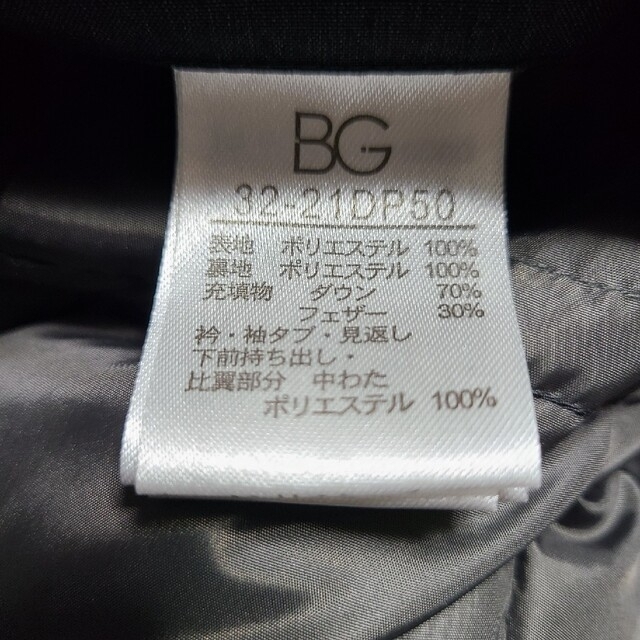 BG
32-21DP50
表地 ポリエステル 100%
裏地 ポリエステル 100%
充填物 ダウン 70%
フェザー 30%
衿・袖タブ・見返し
下前持ち出し・
比翼部分 中わた
ポリエステル 100%